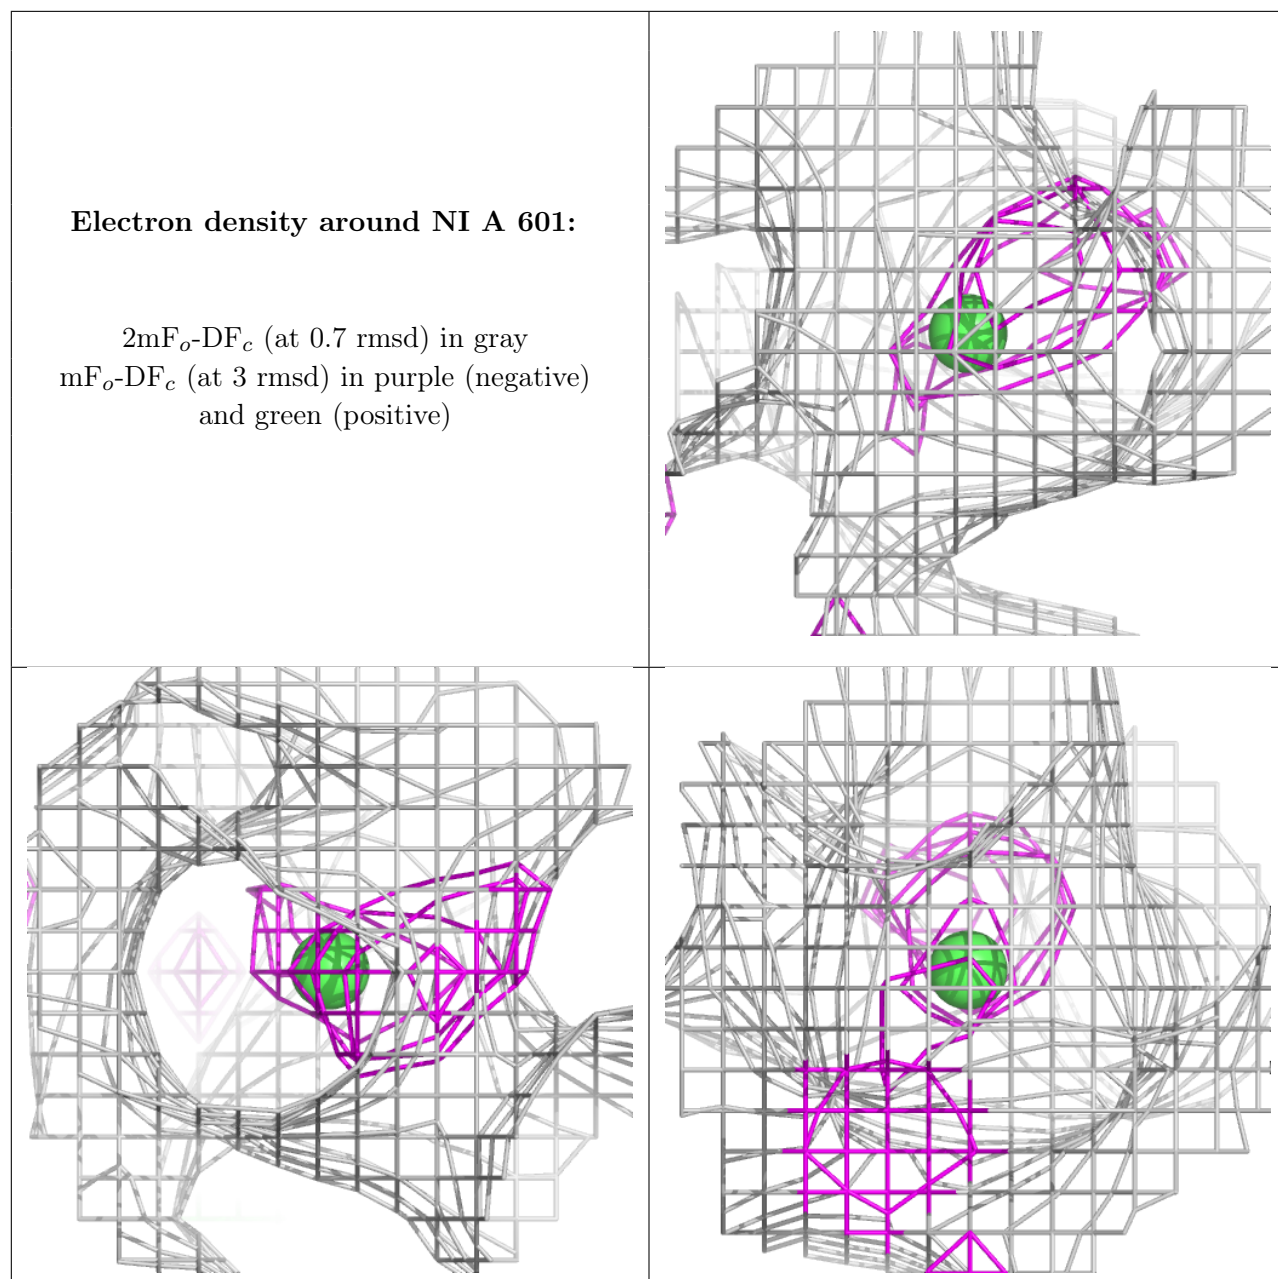 Electron density around NI A 601:
2mFo-DFc (at 0.7 rmsd) in gray
mFo-DFc (at 3 rmsd) in purple (negative)
and green (positive)